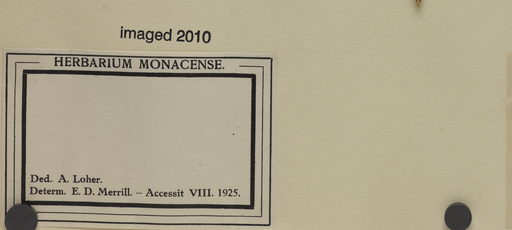 imaged 2010
HERBARIUM MONACENSE.
Ded. A. Loher.
Determ. E. D. Merrill. – Accessit VIII. 1925.